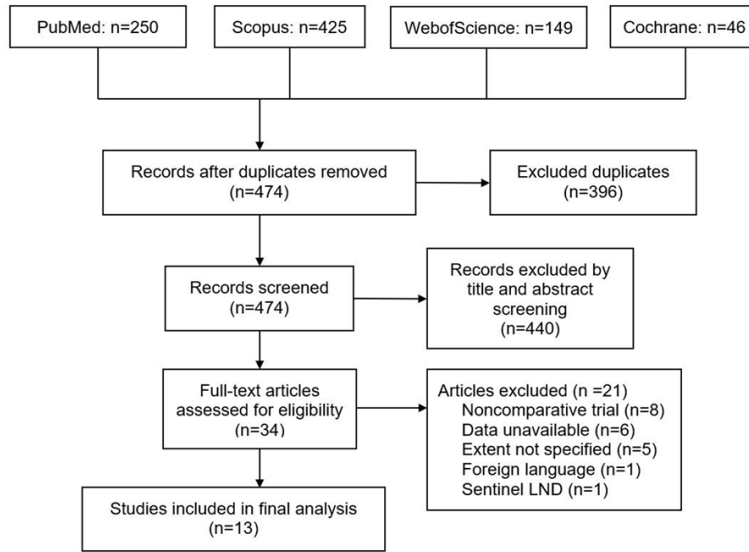 PubMed: n=250
Scopus: n=425
WebofScience: n=149
Cochrane: n=46
Records after duplicates removed
(n=474)
Excluded duplicates
(n=396)
Records screened
(n=474)
Records excluded by
title and abstract
screening
(n=440)
Full-text articles
assessed for eligibility
(n=34)
Articles excluded (n =21)
Noncomparative trial (n=8)
Data unavailable (n=6)
Extent not specified (n=5)
Foreign language (n=1)
Sentinel LND (n=1)
Studies included in final analysis
(n=13)